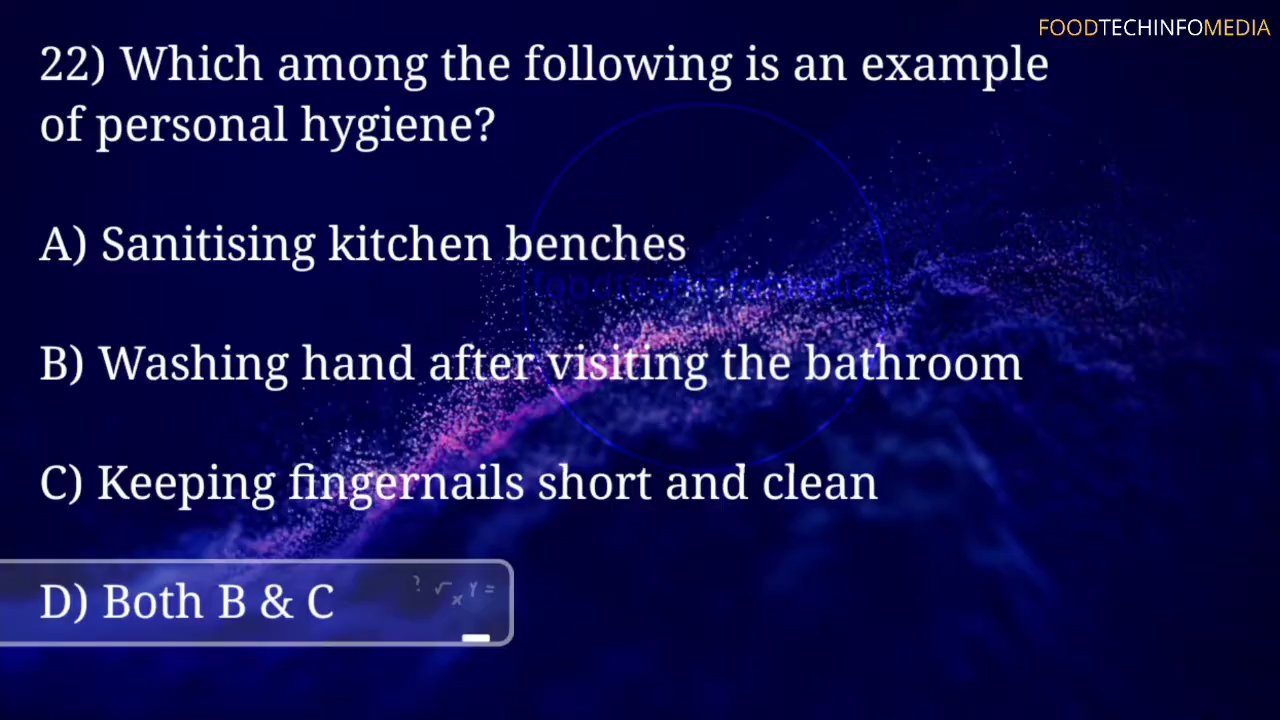 FOODTECHINFOMEDIA
22) Which among the following is an example
of personal hygiene?
A) Sanitising kitchen benches
foodtechinfomedia
B) Washing hand after visiting the bathroom
C) Keeping fingernails short and clean
D) Both B & C
? √x Y =